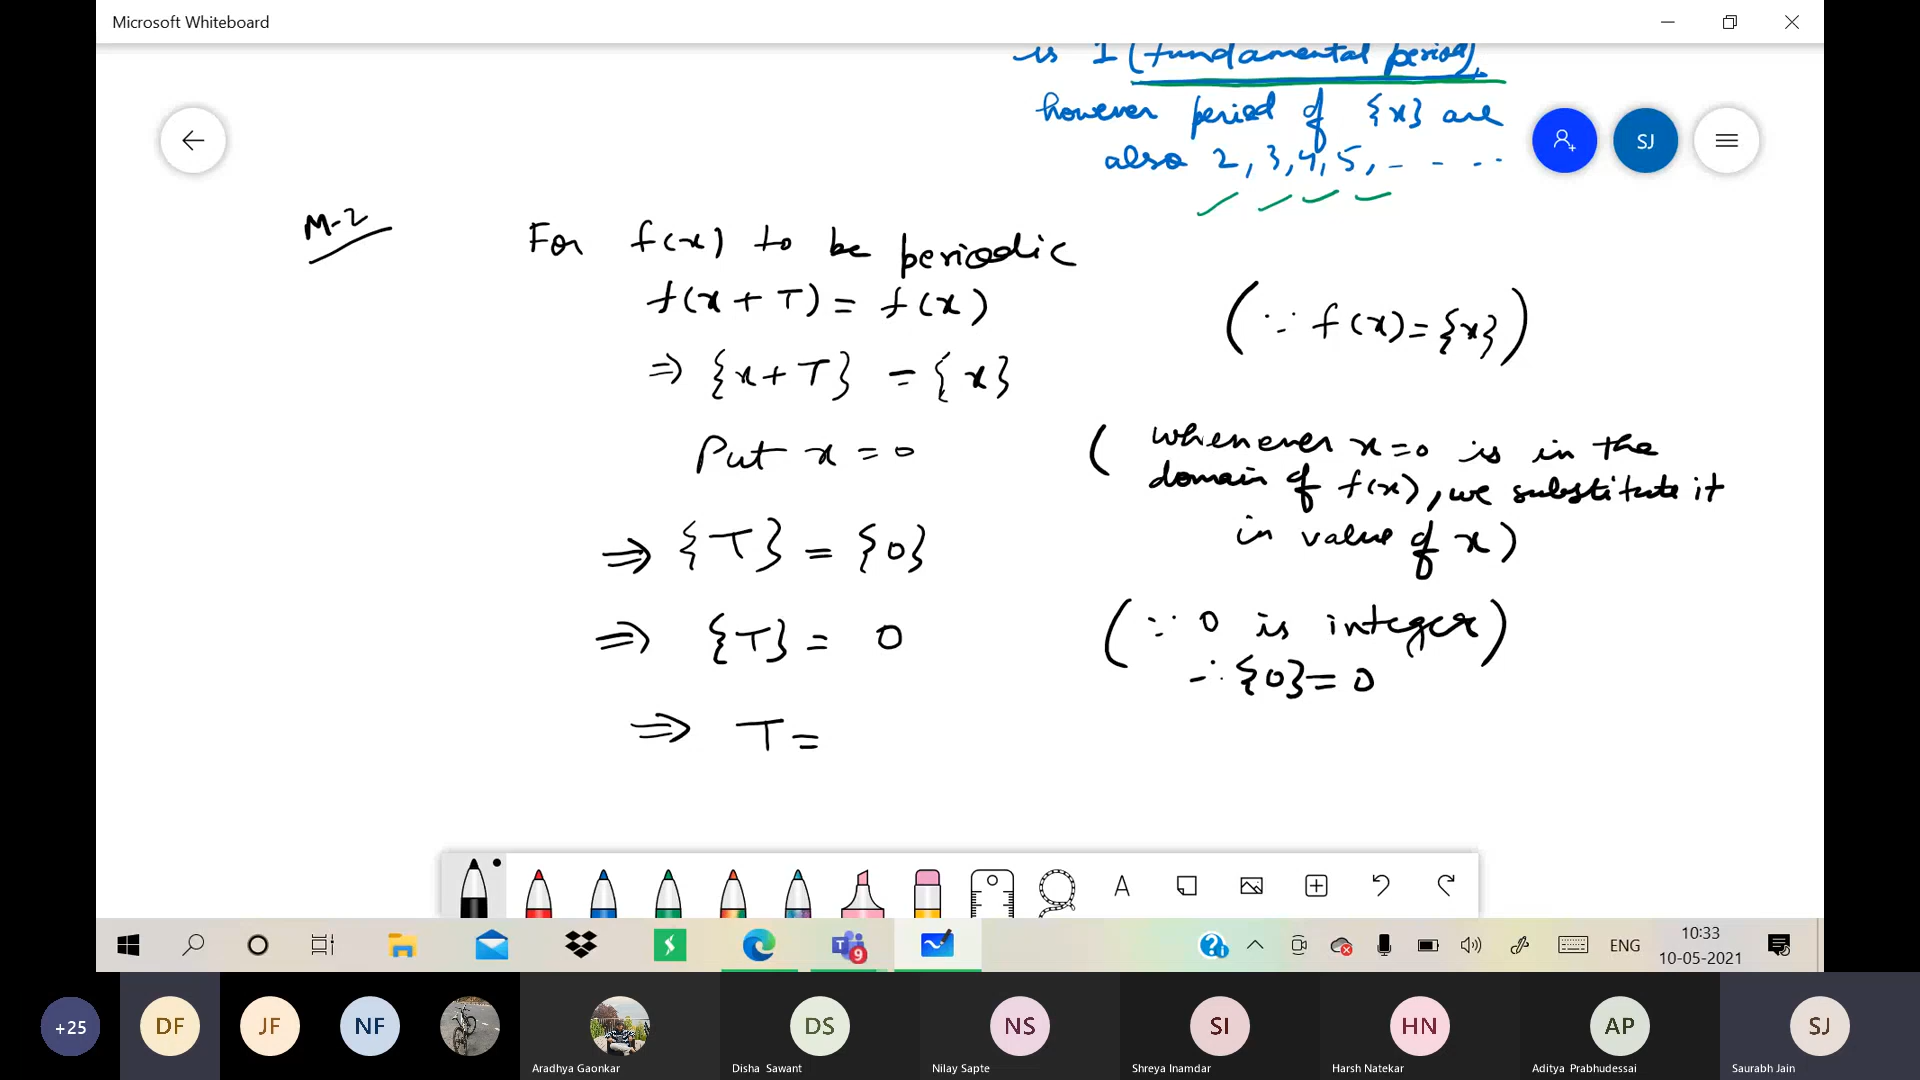 Microsoft Whiteboard
is 1 (fundamental period),
however period of {x} are
also 2, 3, 4, 5, - - - -
SJ
M-2
For f(x) to be periodic
f(x + T) = f(x)
(∵ f(x) = {x})
⇒ {x + T} = {x}
Put x = 0
( whenever x=0 is in the
domain of f(x), we substitute it
in value of x)
⇒ {T} = {0}
⇒ {T} = 0
(∵ 0 is integer)
∴ {0} = 0
⇒ T =
A
9
ENG
10:33
10-05-2021
+25
DF
JF
NF
Aradhya Gaonkar
DS
Disha Sawant
NS
Nilay Sapte
SI
Shreya Inamdar
HN
Harsh Natekar
AP
Aditya Prabhudessai
SJ
Saurabh Jain